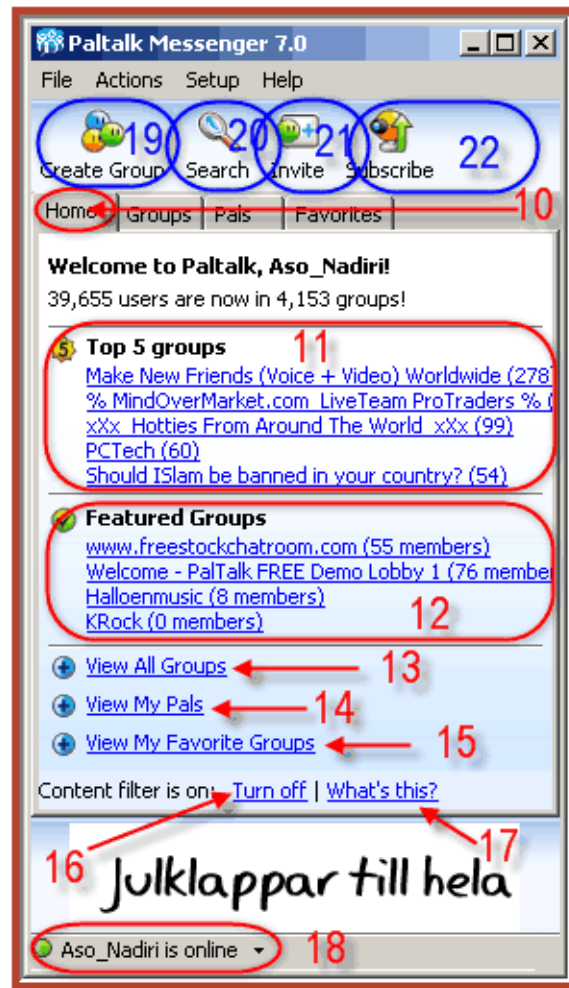 Paltalk Messenger 7.0
File Actions Setup Help
19 20 21 22
Create Group Search Invite Subscribe
Home Groups Pals Favorites 10
Welcome to Paltalk, Aso_Nadiri!
39,655 users are now in 4,153 groups!
5 Top 5 groups 11
Make New Friends (Voice + Video) Worldwide (278)
% MindOverMarket.com LiveTeam ProTraders % (
xXx Hotties From Around The World xXx (99)
PCTech (60)
Should ISlam be banned in your country? (54)
Featured Groups
www.freestockchatroom.com (55 members)
Welcome - PalTalk FREE Demo Lobby 1 (76 member
Halloenmusic (8 members)
KRock (0 members) 12
View All Groups 13
View My Pals 14
View My Favorite Groups 15
Content filter is on: Turn off | What's this?
16 17
Julklappar till hela
Aso_Nadiri is online 18